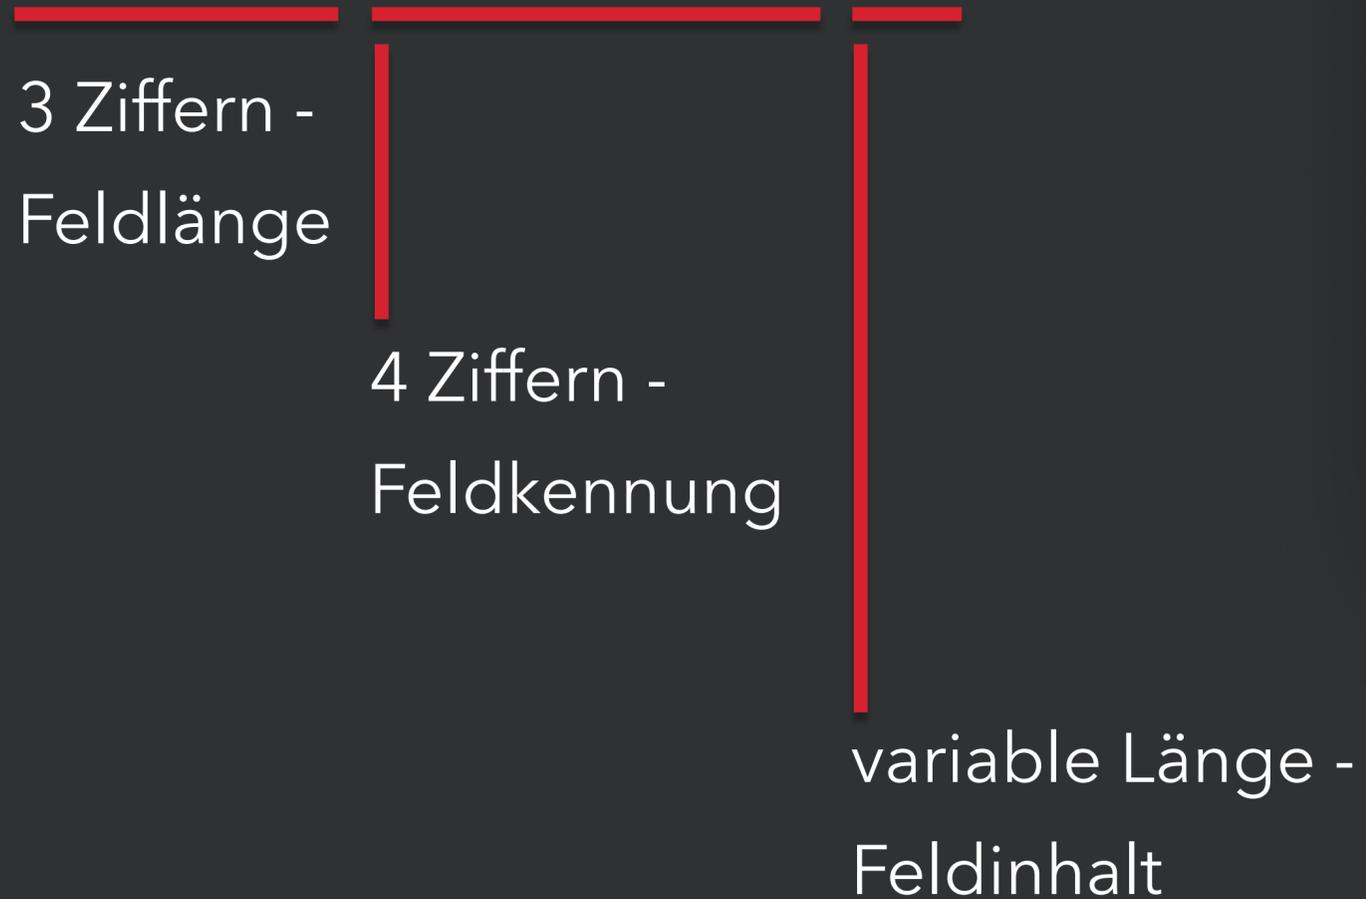 3 Ziffern -
Feldlänge
4 Ziffern -
Feldkennung
variable Länge -
Feldinhalt